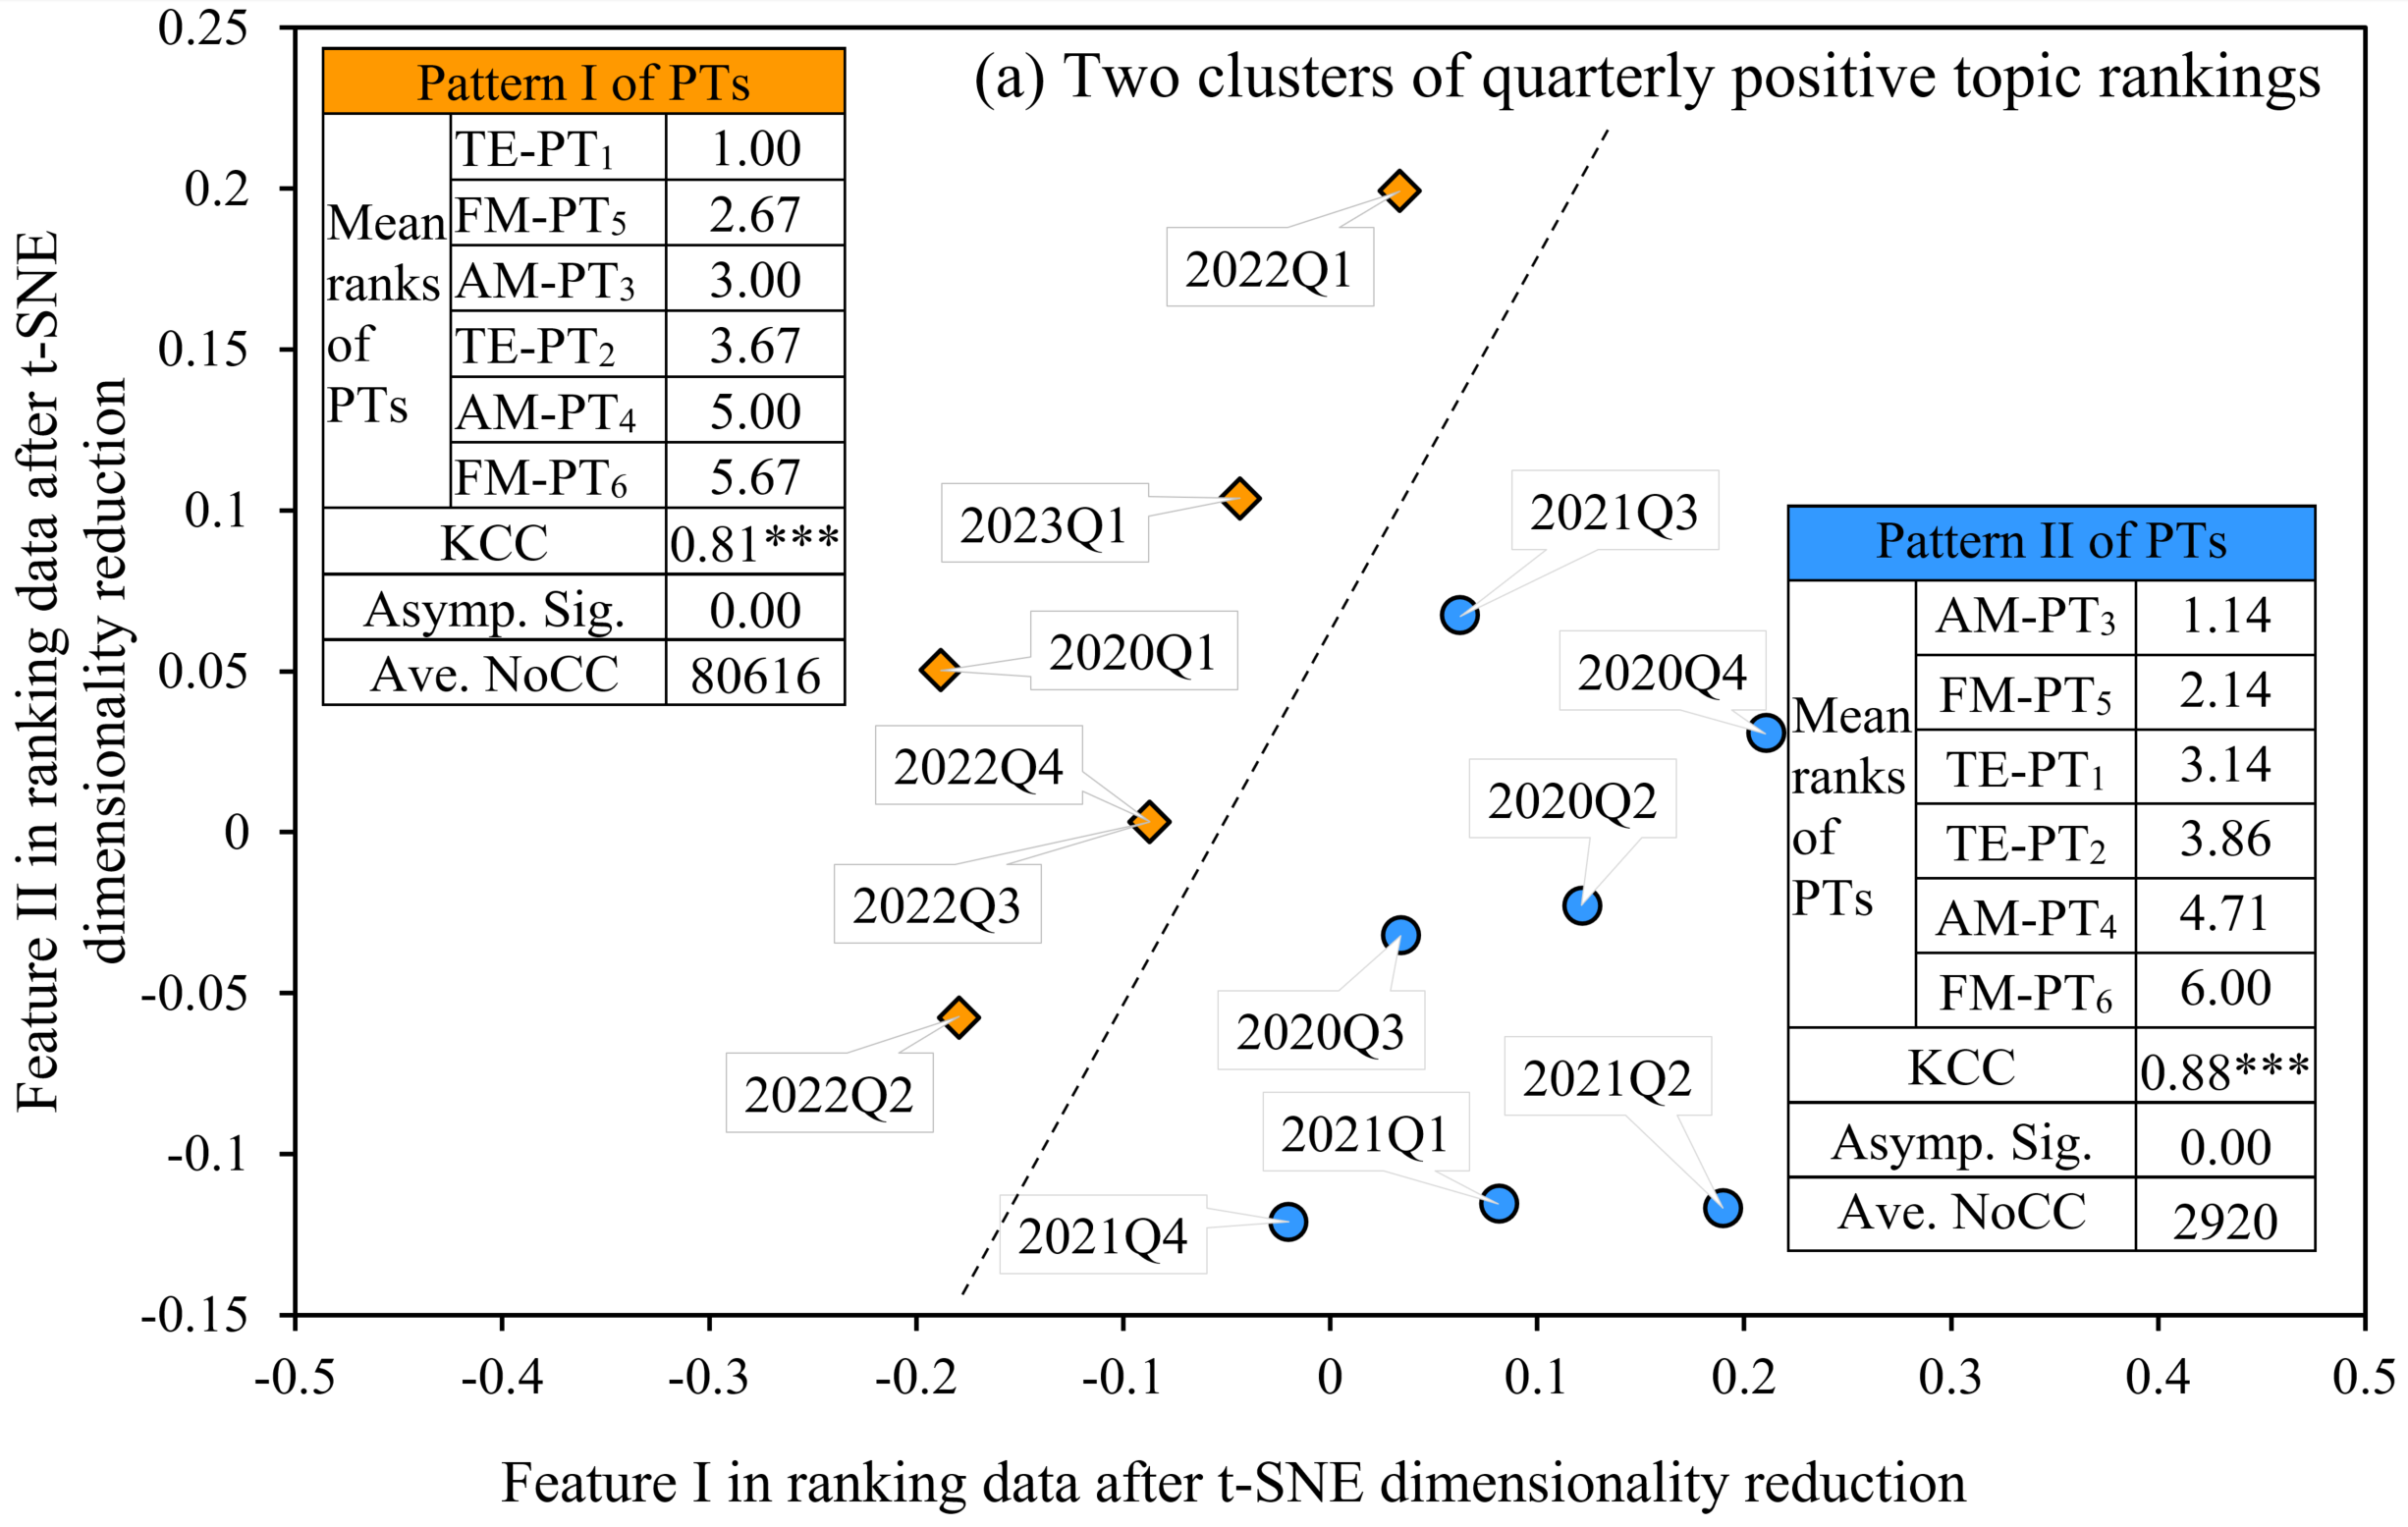 (a) Two clusters of quarterly positive topic rankings
Feature II in ranking data after t-SNE
dimensionality reduction
0.25
0.2
0.15
0.1
0.05
0
-0.05
-0.1
-0.15
Pattern I of PTs
Mean
ranks
of
PTs
TE-PT1 1.00
FM-PT5 2.67
AM-PT3 3.00
TE-PT2 3.67
AM-PT4 5.00
FM-PT6 5.67
KCC 0.81***
Asymp. Sig. 0.00
Ave. NoCC 80616
2022Q1
2023Q1
2021Q3
2020Q1
2020Q4
2022Q4
2020Q2
2022Q3
2020Q3
2022Q2
2021Q2
2021Q1
2021Q4
Pattern II of PTs
Mean
ranks
of
PTs
AM-PT3 1.14
FM-PT5 2.14
TE-PT1 3.14
TE-PT2 3.86
AM-PT4 4.71
FM-PT6 6.00
KCC 0.88***
Asymp. Sig. 0.00
Ave. NoCC 2920
-0.5 -0.4 -0.3 -0.2 -0.1 0 0.1 0.2 0.3 0.4 0.5
Feature I in ranking data after t-SNE dimensionality reduction